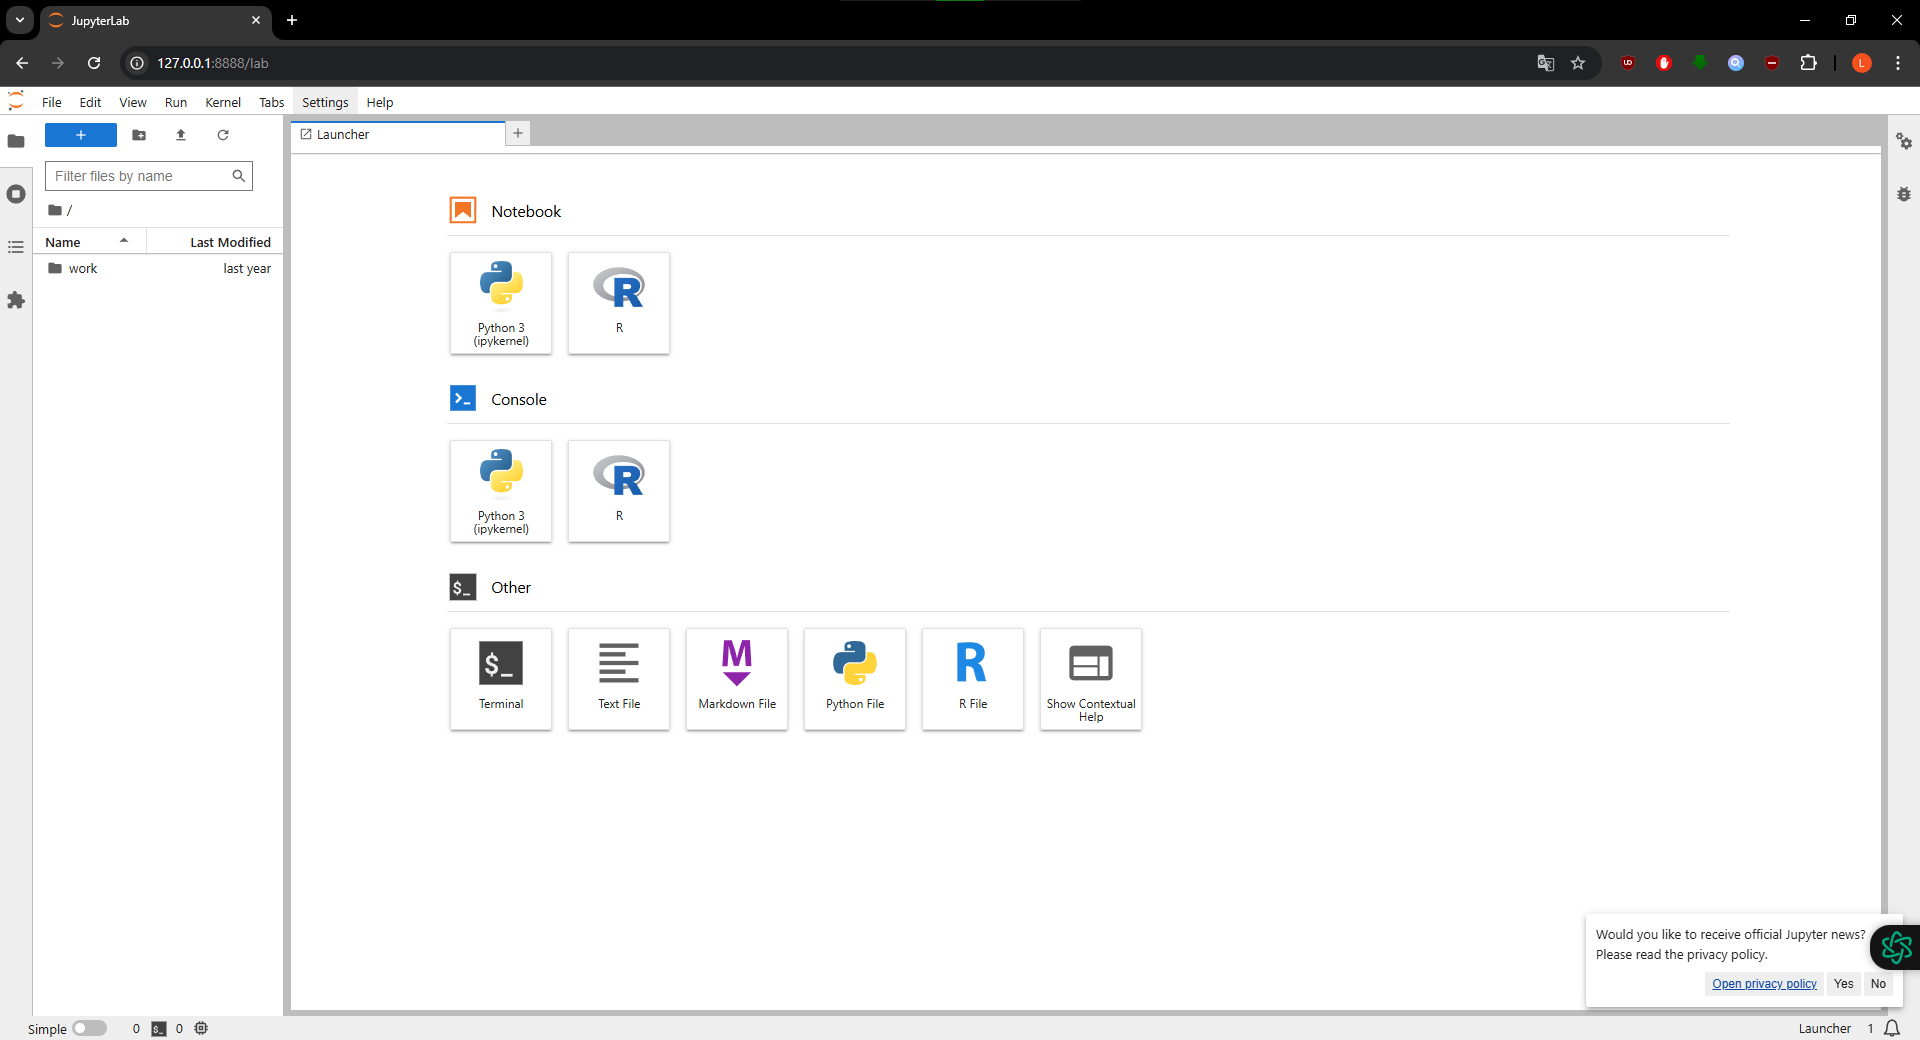 JupyterLab
127.0.0.1:8888/lab
L
File Edit View Run Kernel Tabs Settings Help
Launcher
Filter files by name
/
Name Last Modified
work last year
Notebook
Python 3
(ipykernel)
R
Console
Python 3
(ipykernel)
R
Other
$_
Terminal
Text File
M
Markdown File
Python File
R
R File
Show Contextual
Help
Would you like to receive official Jupyter news?
Please read the privacy policy.
Open privacy policy Yes No
Simple 0 $_ 0 Launcher 1